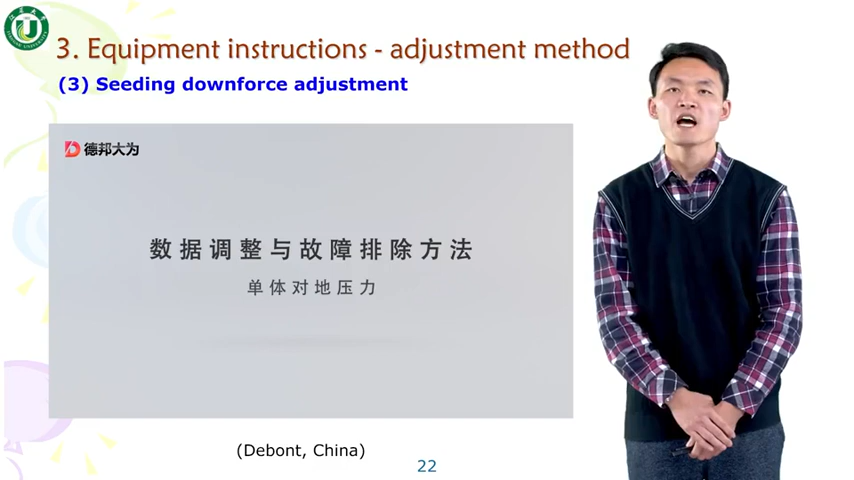 3. Equipment instructions - adjustment method
(3) Seeding downforce adjustment
德邦大为
数据调整与故障排除方法
单体对地压力
(Debont, China)
22